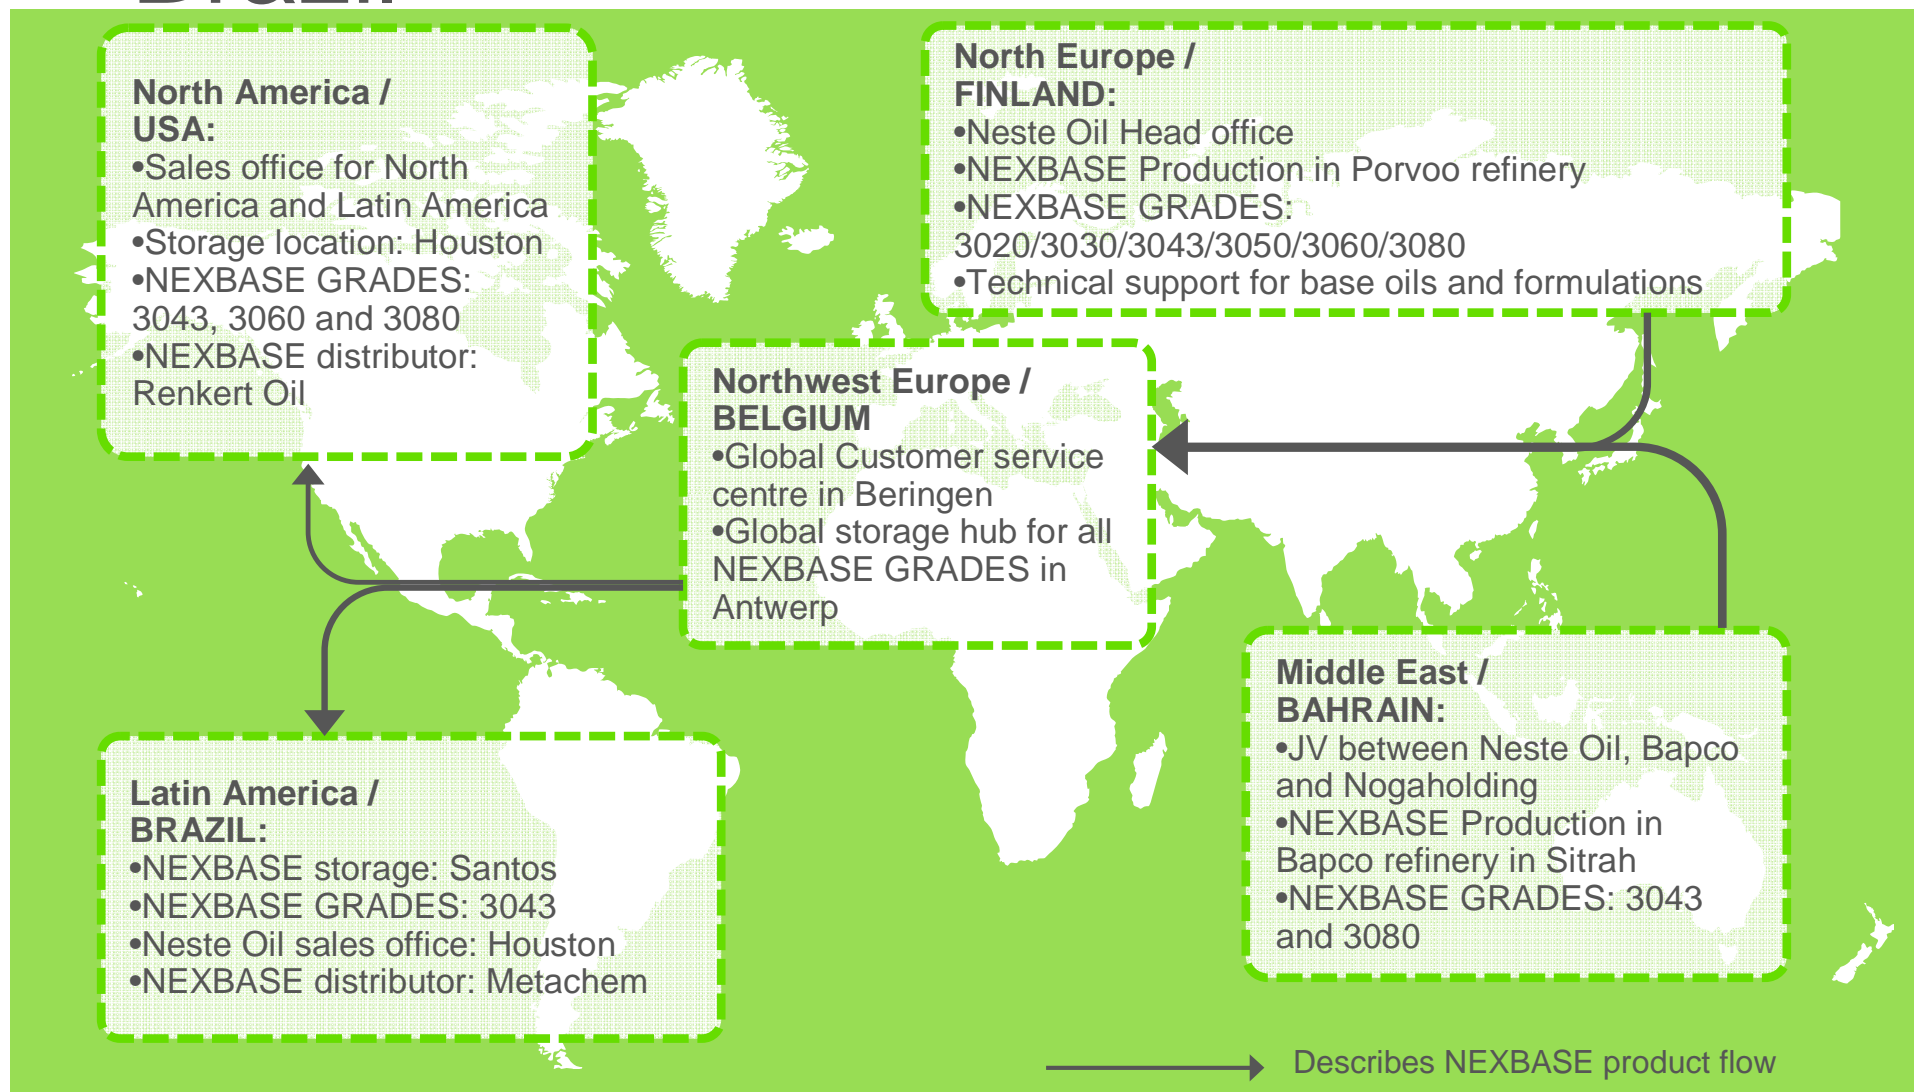 North America /
USA:
•Sales office for North
America and Latin America
•Storage location: Houston
•NEXBASE GRADES:
3043, 3060 and 3080
•NEXBASE distributor:
Renkert Oil
North Europe /
FINLAND:
•Neste Oil Head office
•NEXBASE Production in Porvoo refinery
•NEXBASE GRADES:
3020/3030/3043/3050/3060/3080
•Technical support for base oils and formulations
Northwest Europe /
BELGIUM
•Global Customer service
centre in Beringen
•Global storage hub for all
NEXBASE GRADES in
Antwerp
Latin America /
BRAZIL:
•NEXBASE storage: Santos
•NEXBASE GRADES: 3043
•Neste Oil sales office: Houston
•NEXBASE distributor: Metachem
Middle East /
BAHRAIN:
•JV between Neste Oil, Bapco
and Nogaholding
•NEXBASE Production in
Bapco refinery in Sitrah
•NEXBASE GRADES: 3043
and 3080
Describes NEXBASE product flow